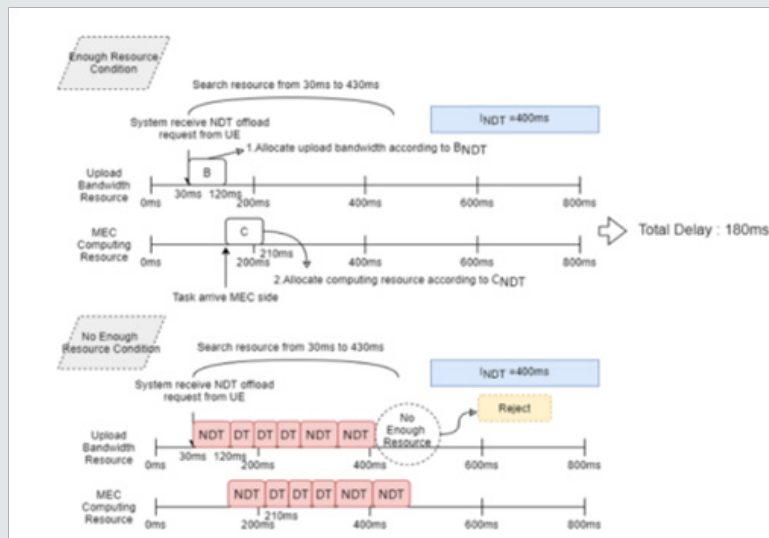 Enough Resource
Condition
Search resource from 30ms to 430ms
I NDT =400ms
System receive NDT offload
request from UE
1.Allocate upload bandwidth according to BNDT
Upload
Bandwidth
Resource
B
30ms 120ms
0ms 200ms 400ms 600ms 800ms
MEC
Computing
Resource
C
210ms
0ms 200ms 400ms 600ms 800ms
Total Delay : 180ms
2.Allocate computing resource according to CNDT
Task arrive MEC side
No Enough
Resource Condition
Search resource from 30ms to 430ms
I NDT =400ms
System receive NDT offload
request from UE
Reject
No
Enough
Resource
Upload
Bandwidth
Resource
NDT DT DT DT NDT NDT
30ms 120ms
0ms 200ms 400ms 600ms 800ms
MEC
Computing
Resource
NDT DT DT DT NDT NDT
210ms
0ms 200ms 400ms 600ms 800ms